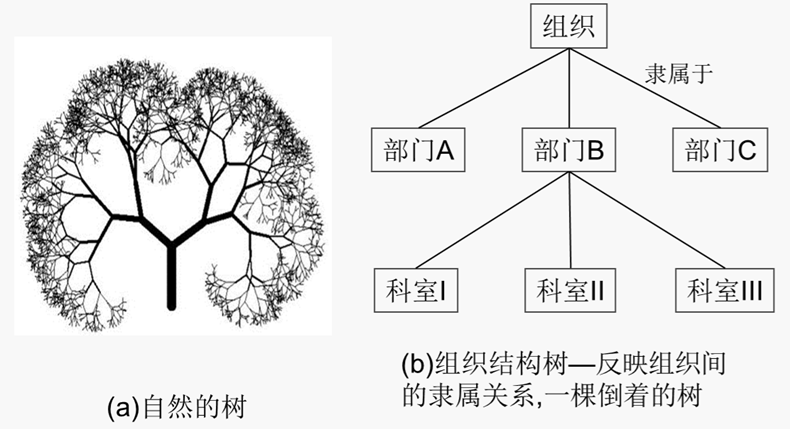 组织
隶属于
部门A
部门B
部门C
科室I
科室II
科室III
(a)自然的树
(b)组织结构树—反映组织间
的隶属关系,一棵倒着的树